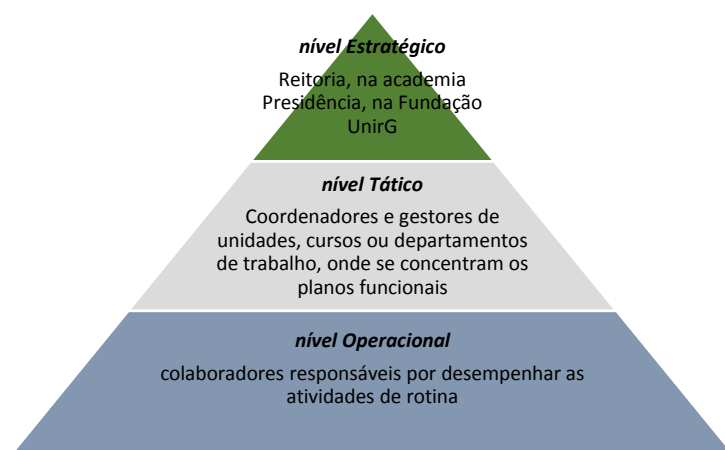 nível Estratégico
Reitoria, na academia
Presidência, na Fundação
UnirG
nível Tático
Coordenadores e gestores de
unidades, cursos ou departamentos
de trabalho, onde se concentram os
planos funcionais
nível Operacional
colaboradores responsáveis por desempenhar as
atividades de rotina